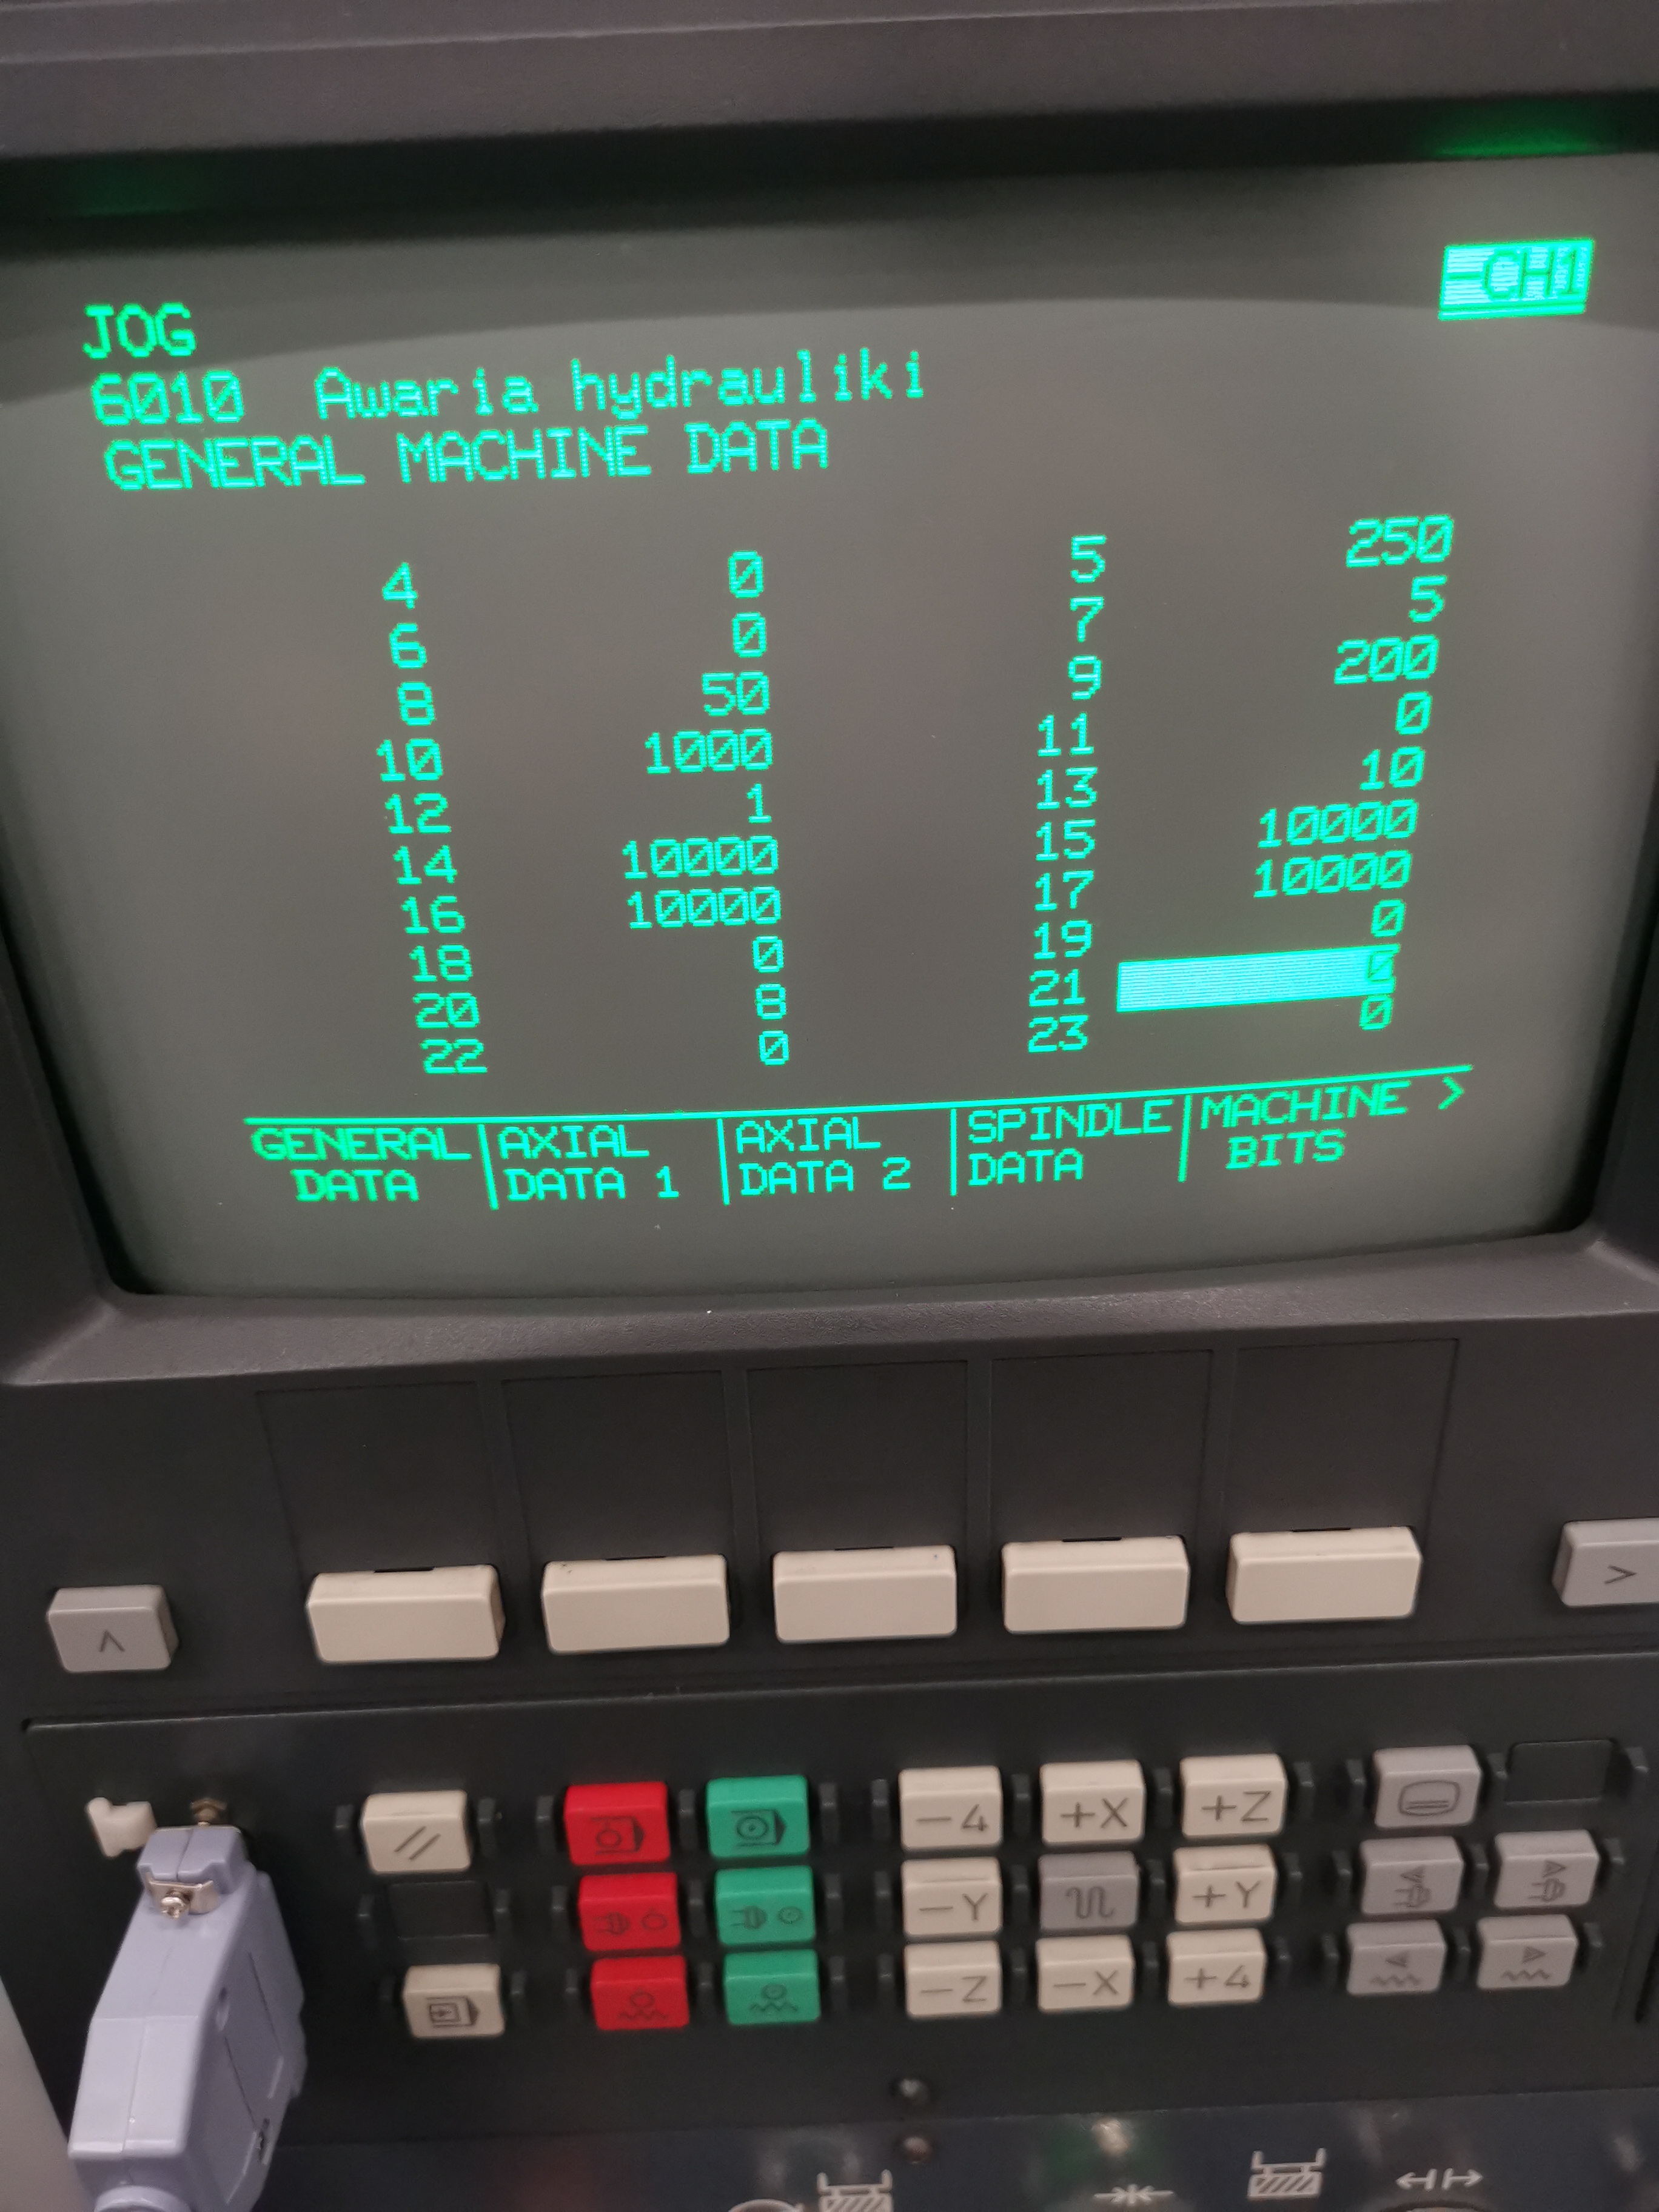 -CH1
JOG
6010 Awaria hydrauliki
GENERAL MACHINE DATA
4 0 5 250
6 0 7 5
8 50 9 200
10 1000 11 0
12 1 13 10
14 10000 15 10000
16 10000 17 10000
18 0 19 0
20 8 21 0
22 0 23 0
GENERAL DATA | AXIAL DATA 1 | AXIAL DATA 2 | SPINDLE DATA | MACHINE BITS >
^ >
-4 +X +Z
-Y +Y
-Z -X +4